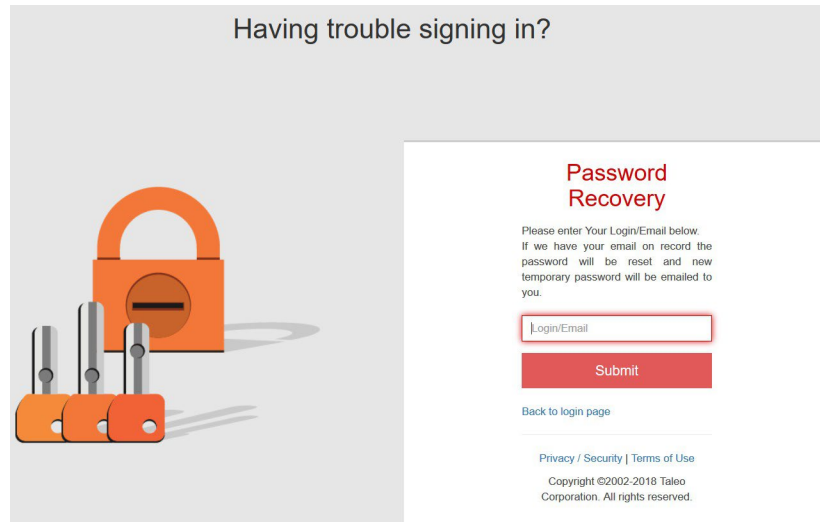 Having trouble signing in?
Password
Recovery
Please enter Your Login/Email below.
If we have your email on record the
password will be reset and new
temporary password will be emailed to
you.
Login/Email
Submit
Back to login page
Privacy / Security | Terms of Use
Copyright ©2002-2018 Taleo
Corporation. All rights reserved.